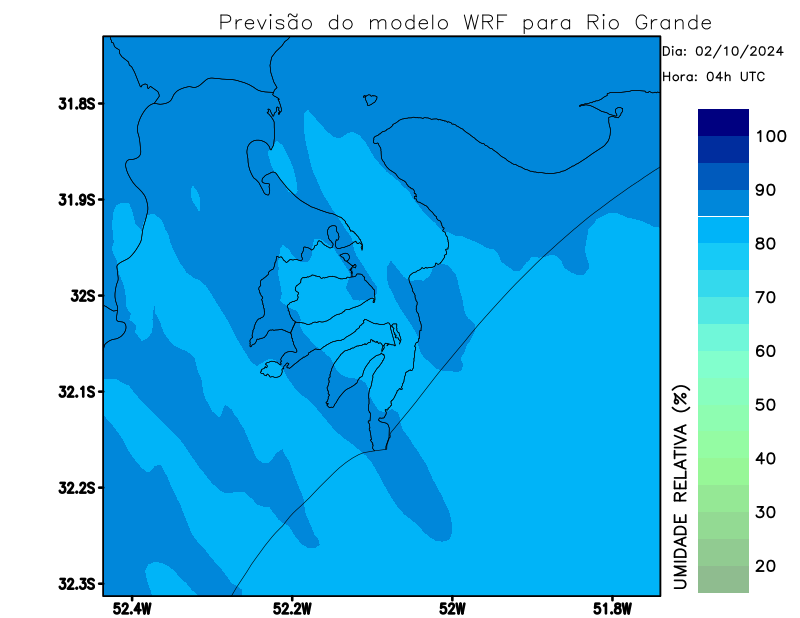 Previsão do modelo WRF para Rio Grande
Dia: 02/10/2024
Hora: 04h UTC
31.8S
31.9S
32S
32.1S
32.2S
32.3S
52.4W
52.2W
52W
51.8W
UMIDADE RELATIVA (%)
100
90
80
70
60
50
40
30
20